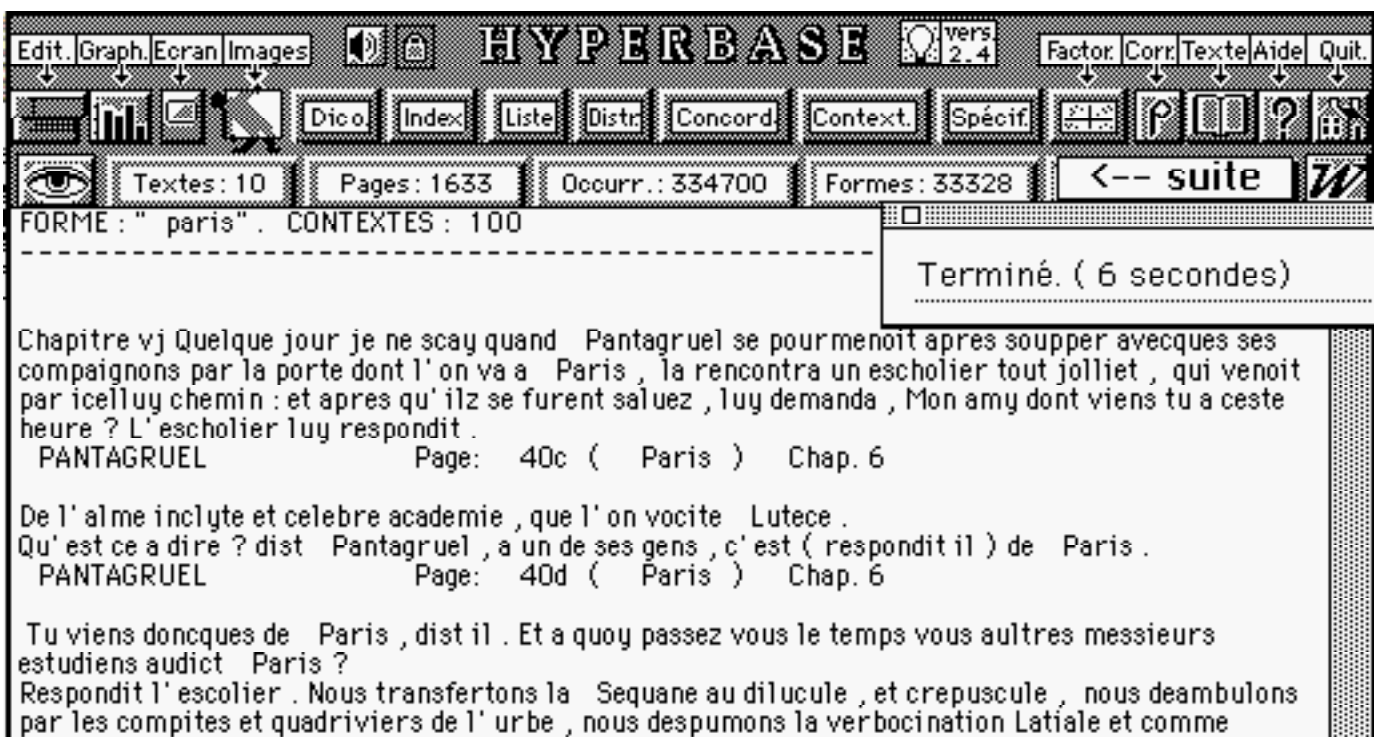 Edit. Graph. Ecran Images HYPERBASE vers. 2.4 Factor. Corr. Texte Aide Quit.
Dico. Index Liste Distr. Concord. Context. Spécif. ?
Textes : 10 Pages : 1633 Occurr. : 334700 Formes : 33328 <-- suite W
FORME : " paris" . CONTEXTES : 100
Terminé. ( 6 secondes)
Chapitre vj Quelque jour je ne scay quand Pantagruel se pourmenoit apres soupper avecques ses
compaignons par la porte dont l' on va a Paris , la rencontra un escholier tout jolliet , qui venoit
par icelluy chemin : et apres qu' ilz se furent saluez , luy demanda , Mon amy dont viens tu a ceste
heure ? L' escholier luy respondit .
PANTAGRUEL Page: 40c ( Paris ) Chap. 6
De l' alme inclyte et celebre academie , que l' on vocite Lutece .
Qu' est ce a dire ? dist Pantagruel , a un de ses gens , c' est ( respondit il ) de Paris .
PANTAGRUEL Page: 40d ( Paris ) Chap. 6
Tu viens doncques de Paris , dist il . Et a quoy passez vous le temps vous aultres messieurs
estudiens audict Paris ?
Respondit l' escolier . Nous transfertons la Sequane au dilucule , et crepuscule , nous deambulons
par les compites et quadriviers de l' urbe , nous despumons la verbocination Latiale et comme